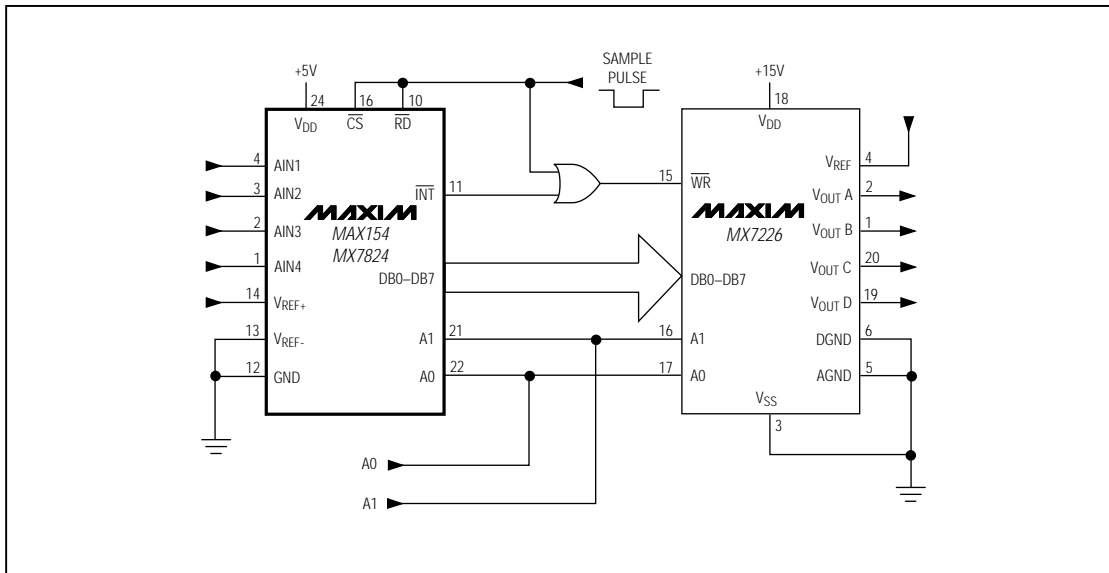 SAMPLE
PULSE
+5V
+15V
24
16
10
18
VDD
CS
RD
VDD
4
AIN1
VREF
4
3
AIN2
INT
11
15
WR
VOUT A
2
2
AIN3
MAXIM
MAX154
MX7824
MAXIM
MX7226
VOUT B
1
1
AIN4
DB0–DB7
DB0–DB7
VOUT C
20
14
VREF+
VOUT D
19
13
VREF-
A1
21
16
A1
DGND
6
12
GND
A0
22
17
A0
AGND
5
VSS
3
A0
A1